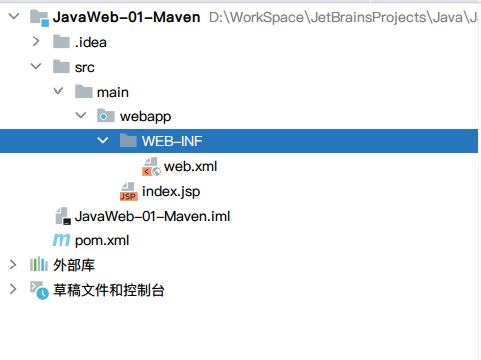 JavaWeb-01-Maven D:\WorkSpace\JetBrainsProjects\Java\J
.idea
src
main
webapp
WEB-INF
web.xml
JSP index.jsp
JavaWeb-01-Maven.iml
m pom.xml
外部库
草稿文件和控制台